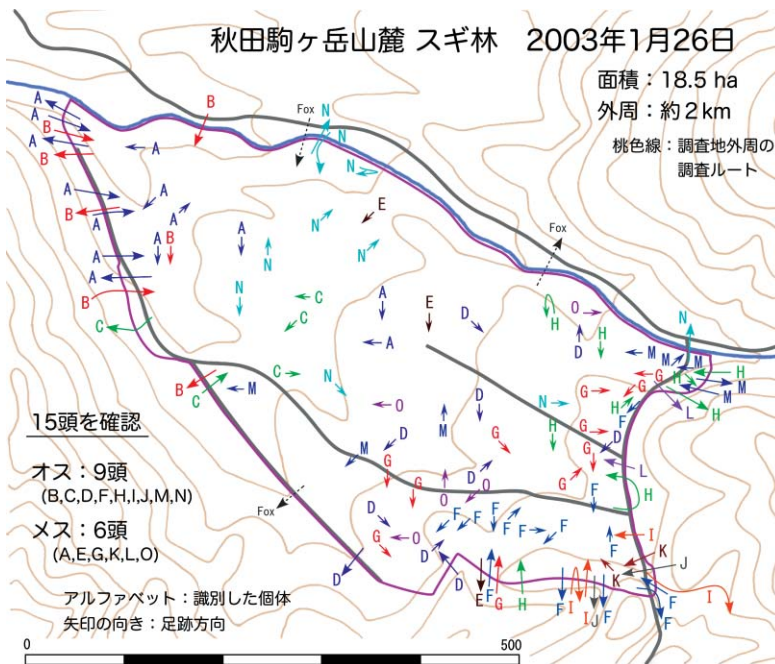 秋田駒ヶ岳山麓 スギ林　2003年1月26日
面積：18.5 ha
外周：約2km
桃色線：調査地外周の
調査ルート
A
B
Fox
N
A
B
N
A
A
B
N
A
B
A
A
E
A
B
A
B
A
N
N
Fox
A
A
N
B
N
C
A
E
O
C
C
D
H
H
N
A
D
M
M
M
B
C
C
M
N
G
G
H
H
M
M
L
H
O
N
G
H
F
15頭を確認
M
D
D
G
G
H
G
D
M
G
G
D
O
O
G
L
オス：9頭
(B,C,D,F,H,I,J,M,N)
Fox
F
H
メス：6頭
(A,E,G,K,L,O)
D
G
O
F
F
F
F
F
F
I
D
D
D
E
F
G
H
F
I
I
J
F
K
K
J
F
F
I
アルファベット：識別した個体
矢印の向き：足跡方向
0
500